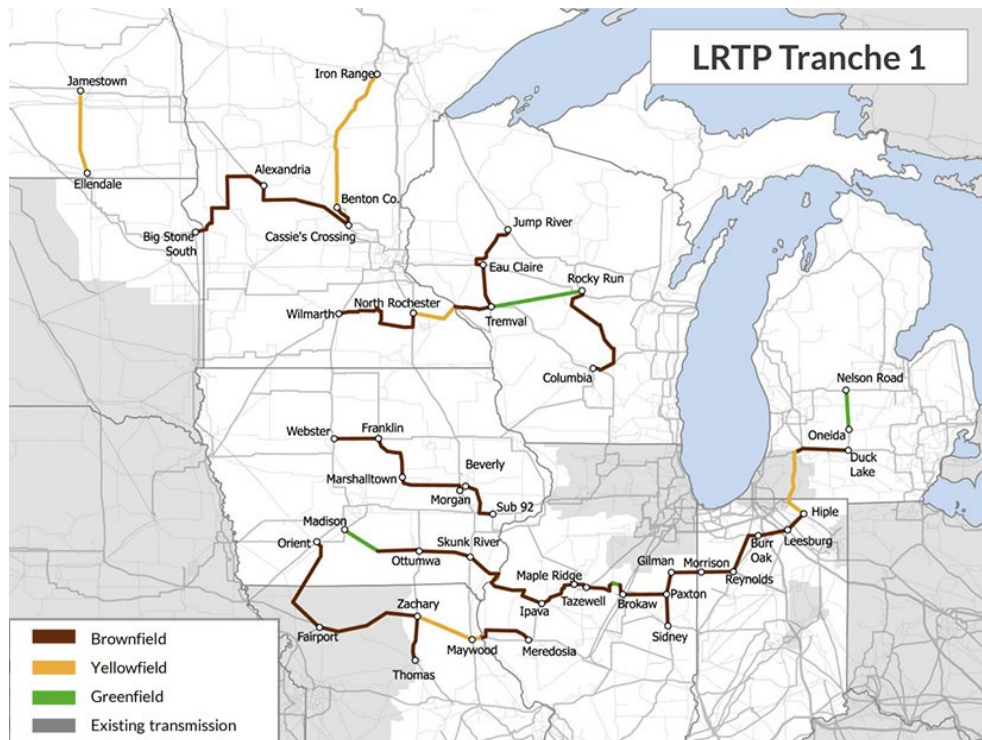 LRTP Tranche 1
Iron Range
Jamestown
Ellendale
Alexandria
Benton Co.
Big Stone
South
Cassie's Crossing
Jump River
Eau Claire
Rocky Run
North Rochester
Wilmarth
Tremval
Columbia
Nelson Road
Oneida
Duck
Lake
Webster
Franklin
Beverly
Marshalltown
Morgan
Sub 92
Madison
Orient
Ottumwa
Skunk River
Hiple
Leesburg
Burr
Oak
Gilman
Morrison
Reynolds
Maple Ridge
Tazewell
Brokaw
Paxton
Ipava
Sidney
Zachary
Fairport
Maywood
Meredosia
Thomas
Brownfield
Yellowfield
Greenfield
Existing transmission